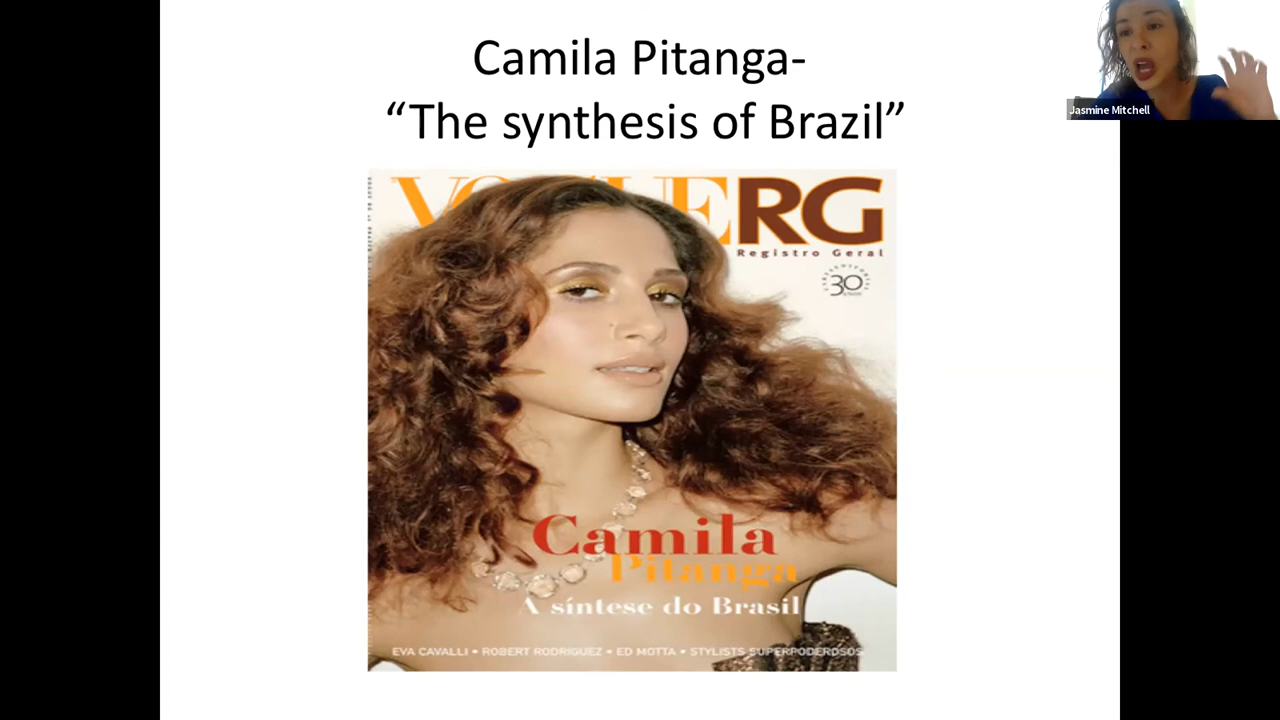 Camila Pitanga-
“The synthesis of Brazil”
Jasmine Mitchell
VOGUE RG
Registro Geral
30
Camila
Pitanga
A síntese do Brasil
EVA CAVALLI • ROBERT RODRIGUEZ • ED MOTTA • STYLISTS SUPERPODEROSOS